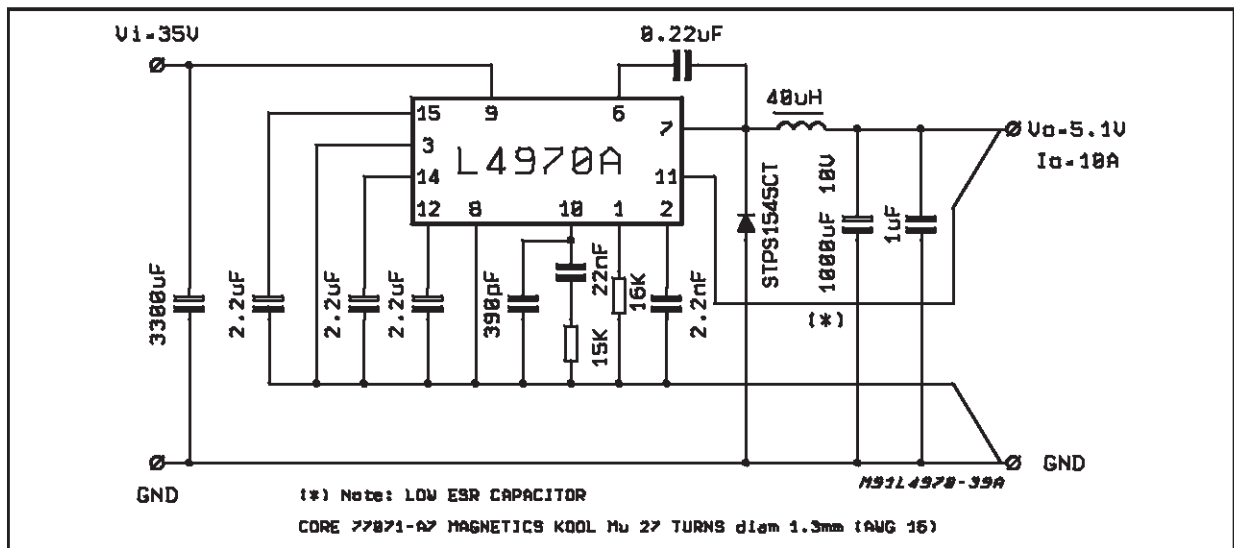 Vi=35V
0.22uF
15
9
6
40uH
7
Vo=5.1V
3
L4970A
Io=10A
14
11
12
8
10
1
2
3300uF
2.2uF
2.2uF
2.2uF
390pF
22nF
15K
16K
2.2nF
STPS1545CT
1000uF 10V
1uF
(*)
GND
GND
M91L4970-39A
(*) Note: LOW ESR CAPACITOR
CORE 77071-A7 MAGNETICS KOOL Mu 27 TURNS diam 1.3mm (AWG 16)